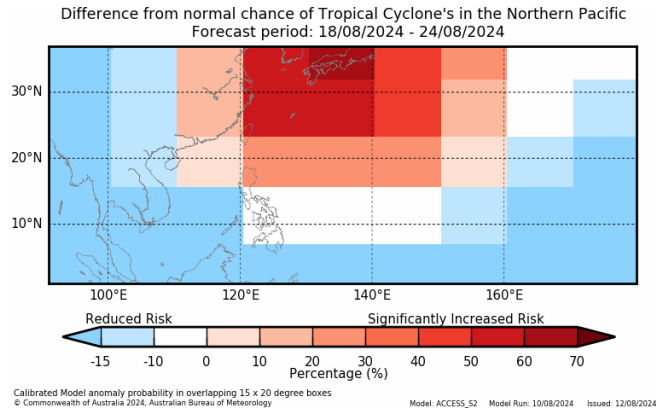 Difference from normal chance of Tropical Cyclone's in the Northern Pacific
Forecast period: 18/08/2024 - 24/08/2024
30°N
20°N
10°N
100°E 120°E 140°E 160°E
Reduced Risk Significantly Increased Risk
-15 -10 0 10 20 30 40 50 60 70
Percentage (%)
Calibrated Model anomaly probability in overlapping 15 x 20 degree boxes
© Commonwealth of Australia 2024, Australian Bureau of Meteorology Model: ACCESS_S2 Model Run: 10/08/2024 Issued: 12/08/2024